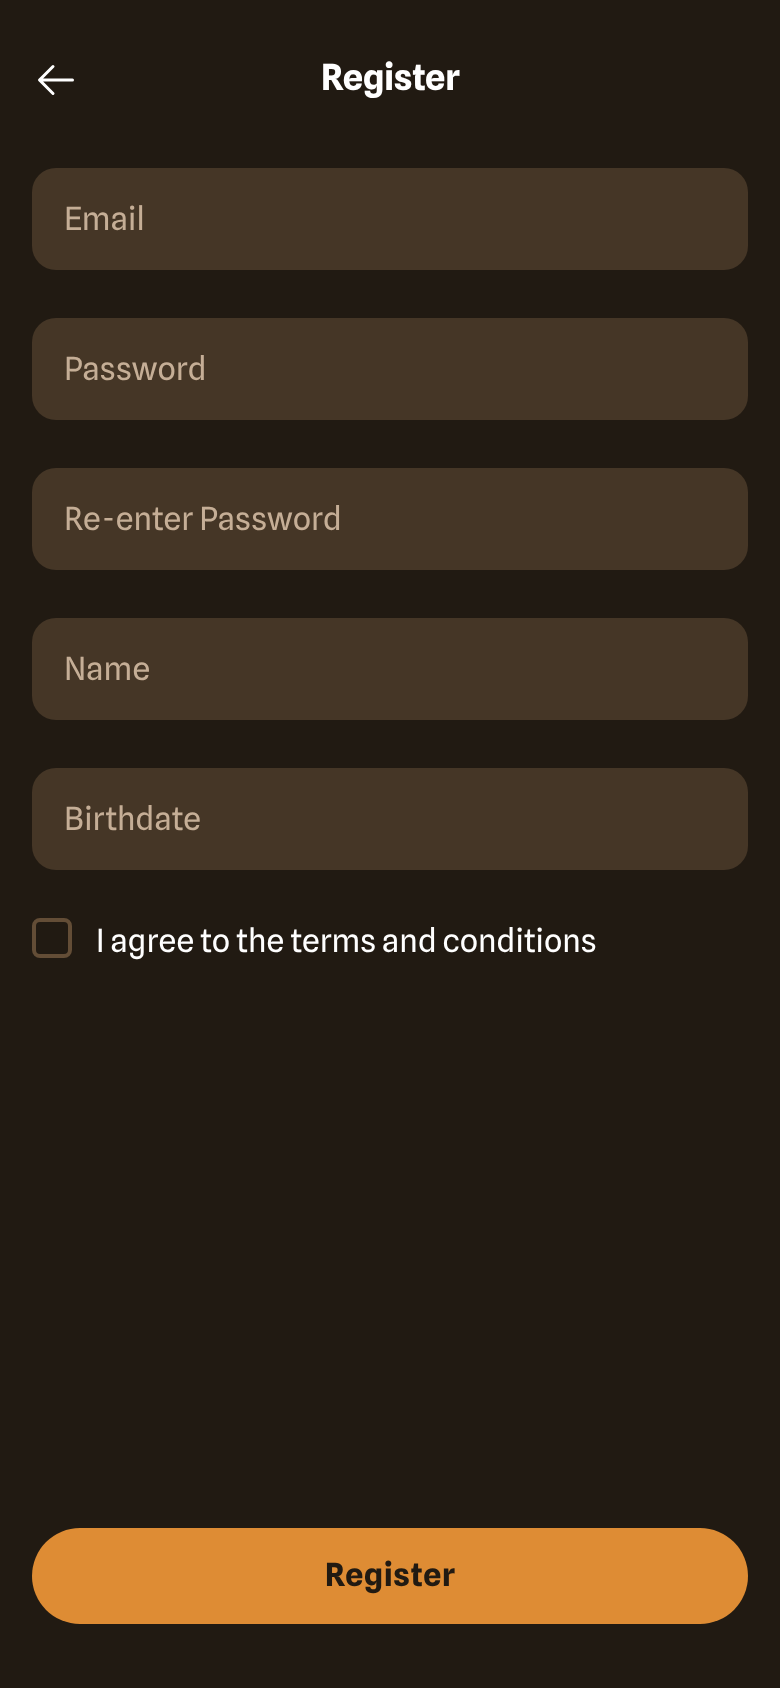 Register
Email
Password
Re-enter Password
Name
Birthdate
I agree to the terms and conditions
Register